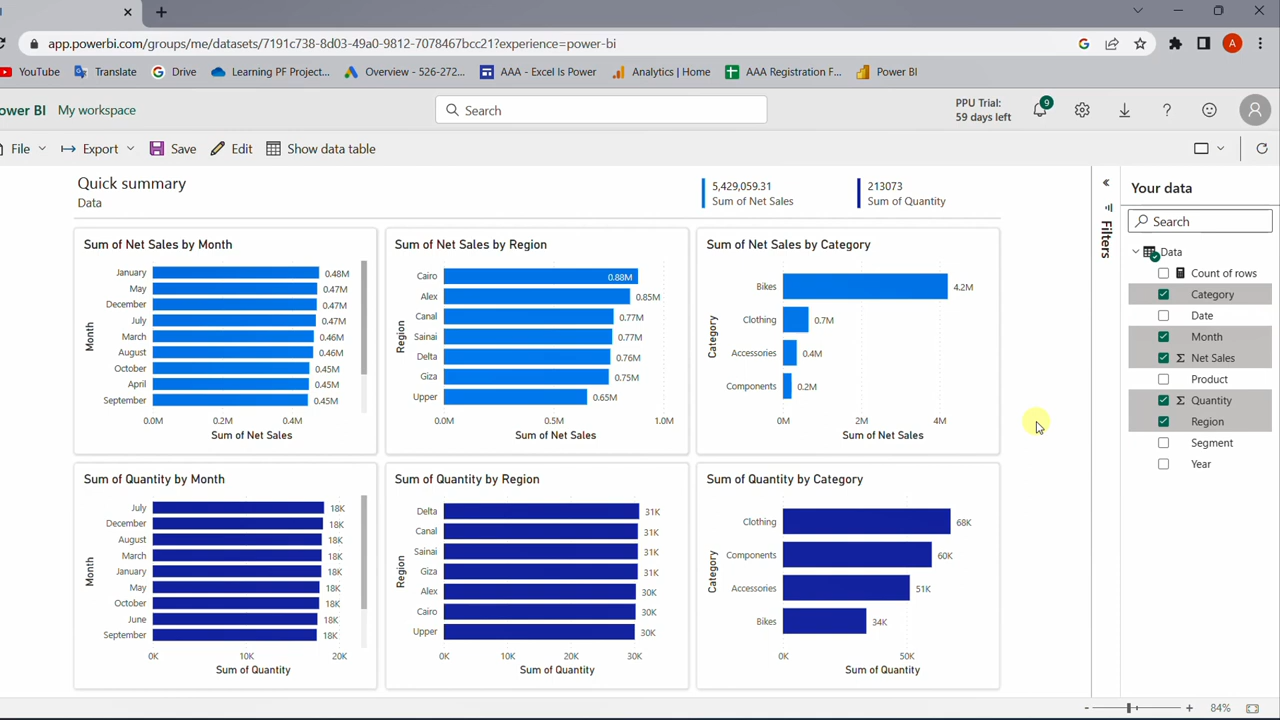 app.powerbi.com/groups/me/datasets/7191c738-8d03-49a0-9812-7078467bcc21?experience=power-bi
YouTube Translate Drive Learning PF Project... Overview - 526-272... AAA - Excel Is Power Analytics | Home AAA Registration F... Power BI
ower BI My workspace Search PPU Trial: 9 A
59 days left
File Export Save Edit Show data table
Quick summary
Data
5,429,059.31
Sum of Net Sales
213073
Sum of Quantity
Sum of Net Sales by Month
Month
January 0.48M
May 0.47M
December 0.47M
July 0.47M
March 0.46M
August 0.46M
October 0.45M
April 0.45M
September 0.45M
0.0M 0.2M 0.4M
Sum of Net Sales
Sum of Net Sales by Region
Region
Cairo 0.88M
Alex 0.85M
Canal 0.77M
Sainai 0.77M
Delta 0.76M
Giza 0.75M
Upper 0.65M
0.0M 0.5M 1.0M
Sum of Net Sales
Sum of Net Sales by Category
Category
Bikes 4.2M
Clothing 0.7M
Accessories 0.4M
Components 0.2M
0M 2M 4M
Sum of Net Sales
Sum of Quantity by Month
Month
July 18K
December 18K
August 18K
March 18K
January 18K
May 18K
October 18K
June 18K
September 18K
0K 10K 20K
Sum of Quantity
Sum of Quantity by Region
Region
Delta 31K
Canal 31K
Sainai 31K
Giza 31K
Alex 30K
Cairo 30K
Upper 30K
0K 10K 20K 30K
Sum of Quantity
Sum of Quantity by Category
Category
Clothing 68K
Components 60K
Accessories 51K
Bikes 34K
0K 50K
Sum of Quantity
Filters
Your data
Search
Data
Count of rows
Category
Date
Month
Σ Net Sales
Product
Σ Quantity
Region
Segment
Year
- + 84%